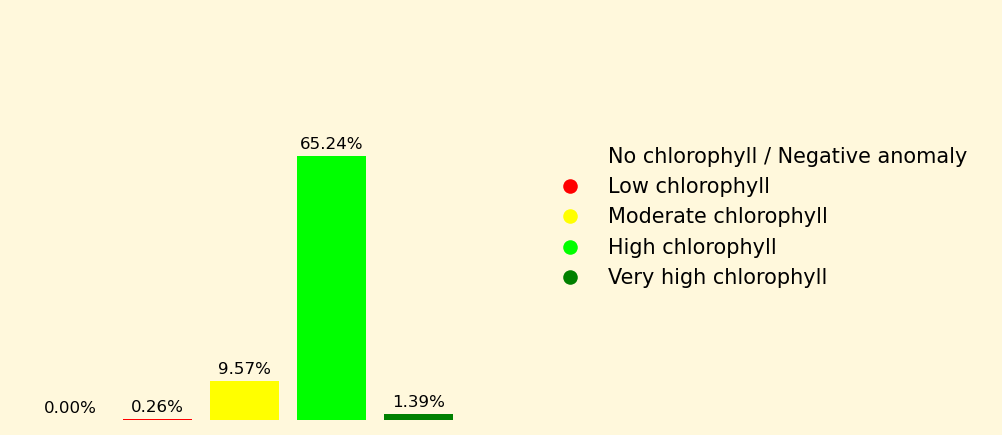 65.24%
No chlorophyll / Negative anomaly
Low chlorophyll
Moderate chlorophyll
High chlorophyll
Very high chlorophyll
9.57%
0.00%
0.26%
1.39%